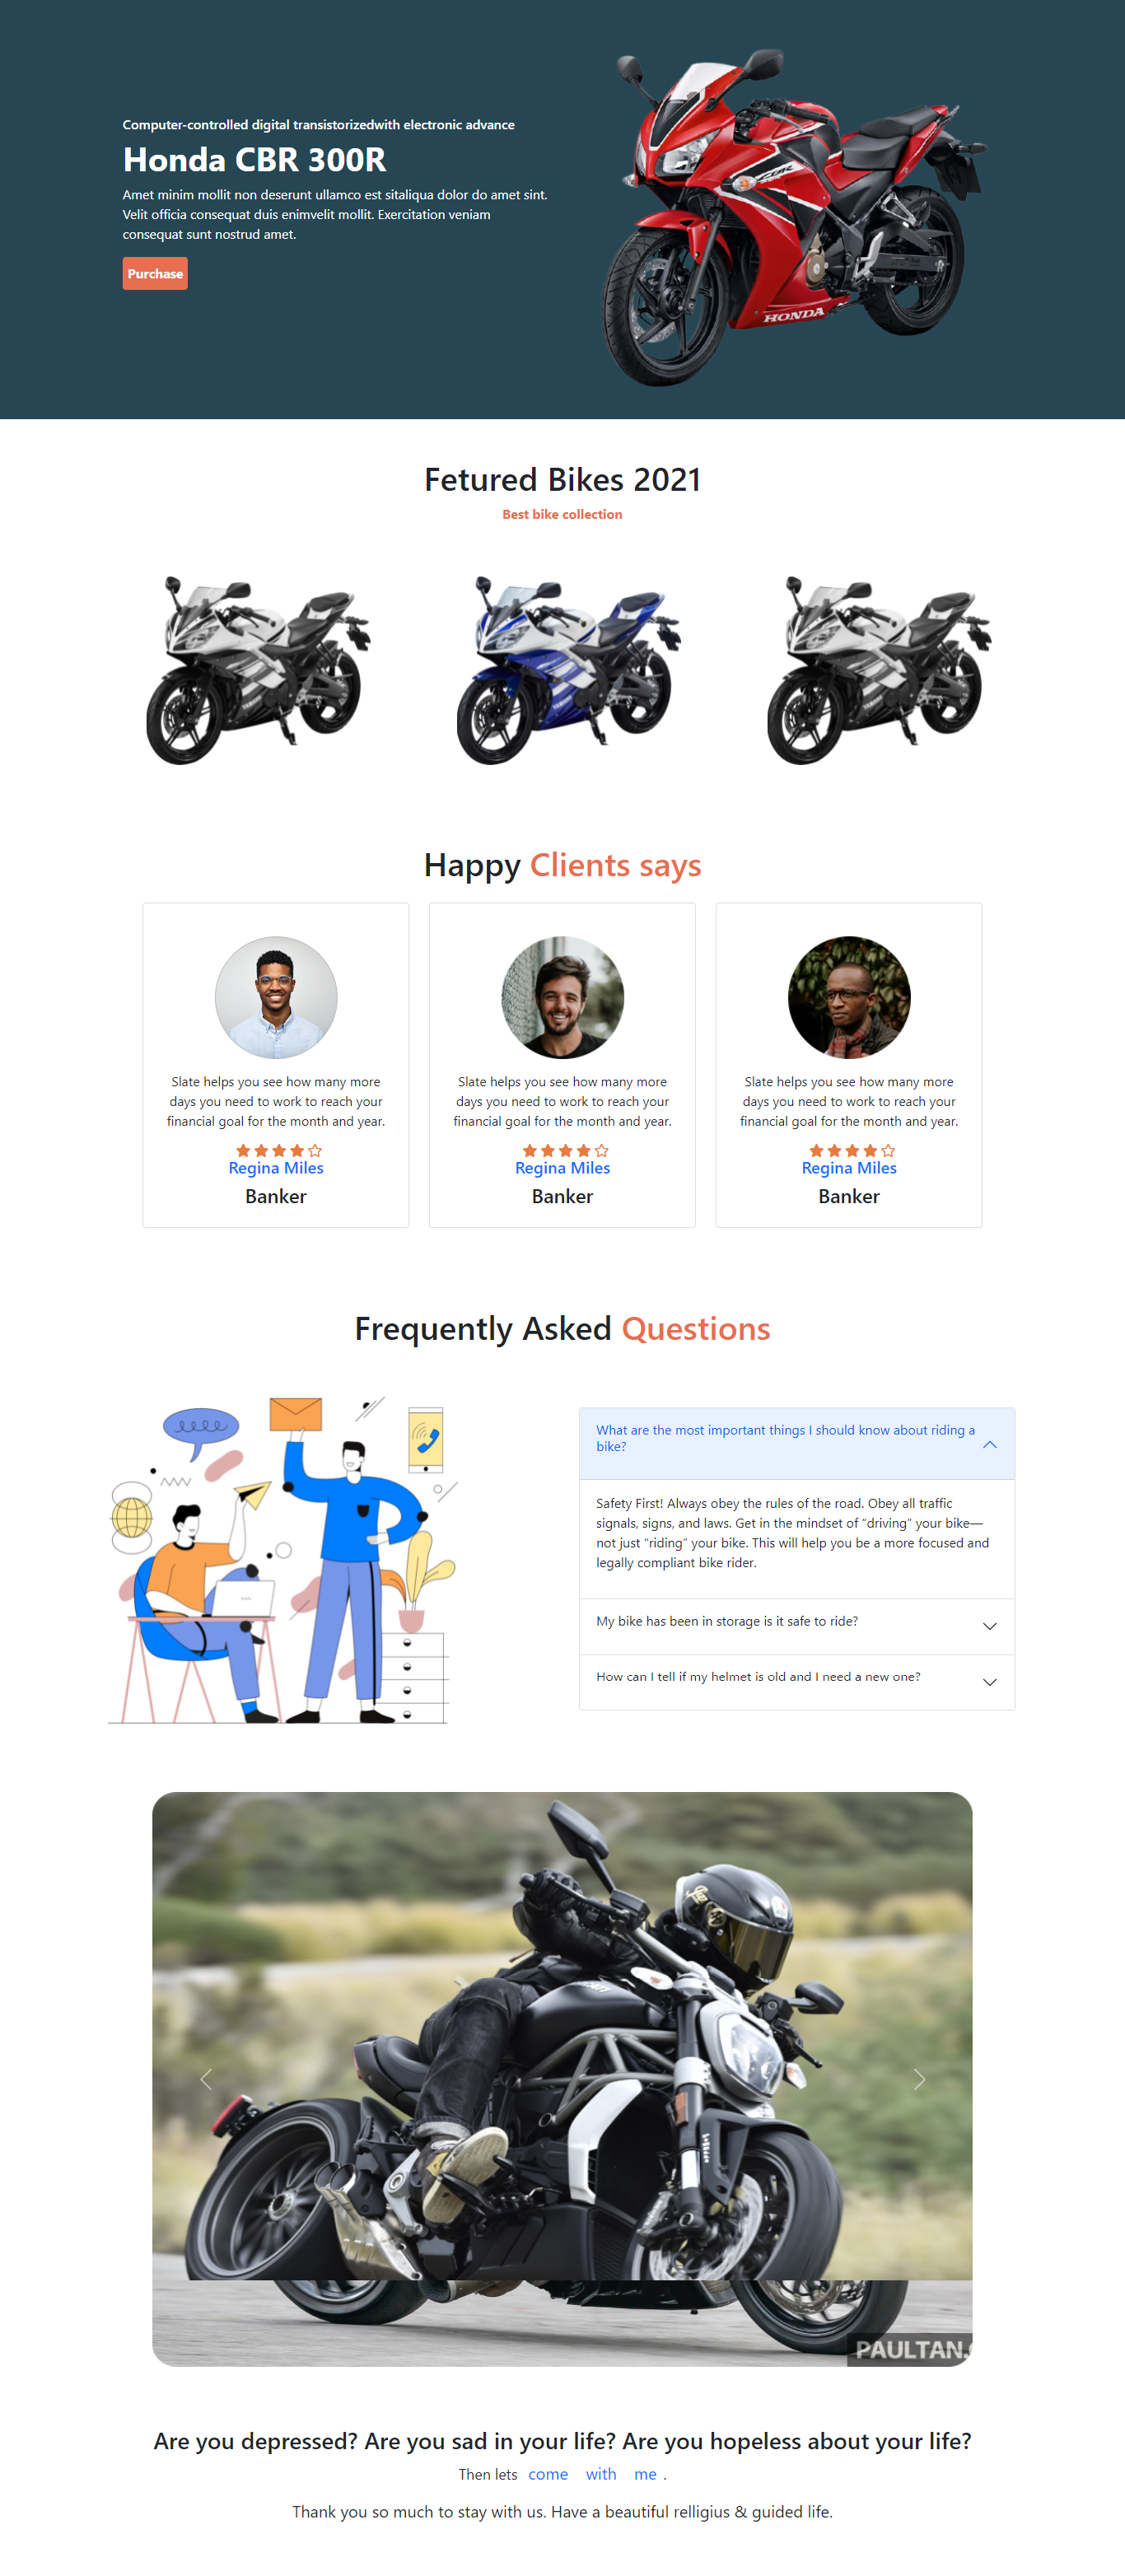 Computer-controlled digital transistorizedwith electronic advance
Honda CBR 300R
Amet minim mollit non deserunt ullamco est sitaliqua dolor do amet sint.
Velit officia consequat duis enimvelit mollit. Exercitation veniam
consequat sunt nostrud amet.
Purchase
CBR
HONDA
Fetured Bikes 2021
Best bike collection
Happy Clients says
Slate helps you see how many more
days you need to work to reach your
financial goal for the month and year.
Regina Miles
Banker
Slate helps you see how many more
days you need to work to reach your
financial goal for the month and year.
Regina Miles
Banker
Slate helps you see how many more
days you need to work to reach your
financial goal for the month and year.
Regina Miles
Banker
Frequently Asked Questions
What are the most important things I should know about riding a
bike?
Safety First! Always obey the rules of the road. Obey all traffic
signals, signs, and laws. Get in the mindset of “driving” your bike—
not just “riding” your bike. This will help you be a more focused and
legally compliant bike rider.
My bike has been in storage is it safe to ride?
How can I tell if my helmet is old and I need a new one?
PAULTAN.
Are you depressed? Are you sad in your life? Are you hopeless about your life?
Then lets come with me .
Thank you so much to stay with us. Have a beautiful relligius & guided life.